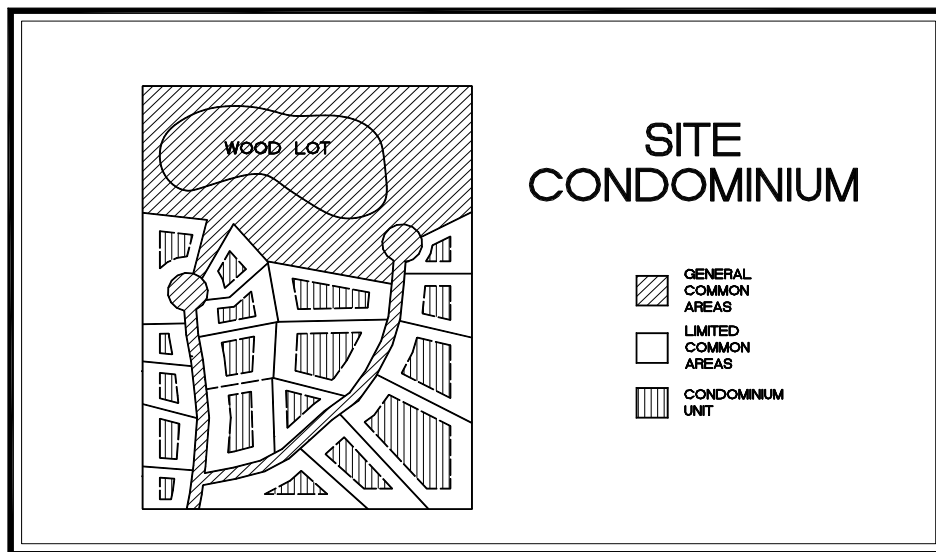 WOOD LOT
SITE
CONDOMINIUM
GENERAL
COMMON
AREAS
LIMITED
COMMON
AREAS
CONDOMINIUM
UNIT